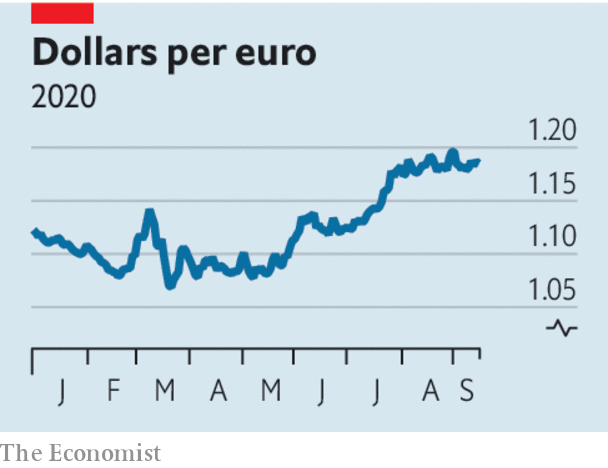 Dollars per euro
2020
1.20
1.15
1.10
1.05
J F M A M J J A S
The Economist